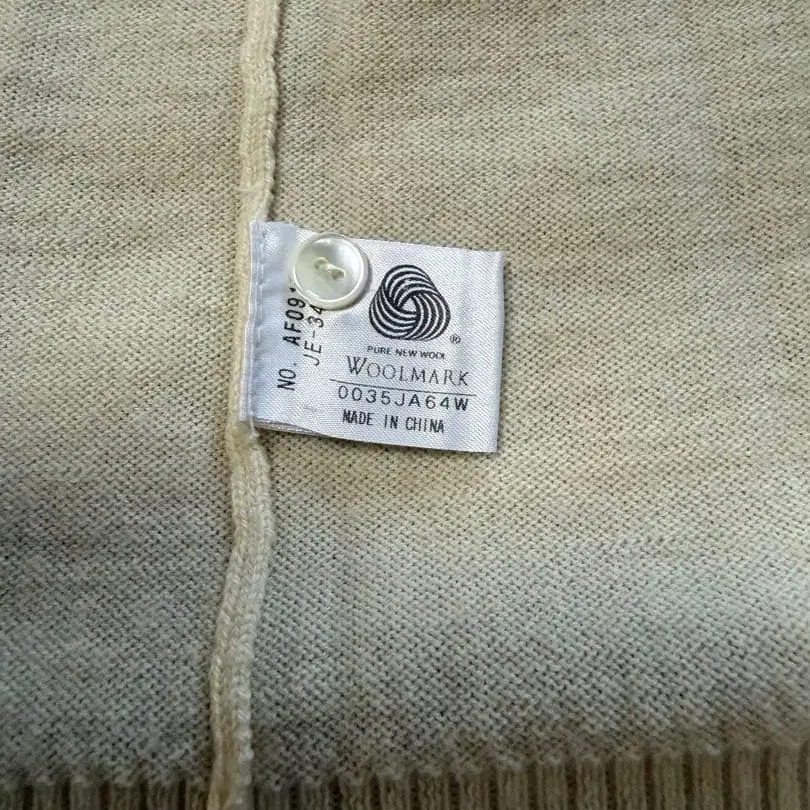 NO. AF09
JE-34
®
PURE NEW WOOL
WOOLMARK
0035JA64W
MADE IN CHINA